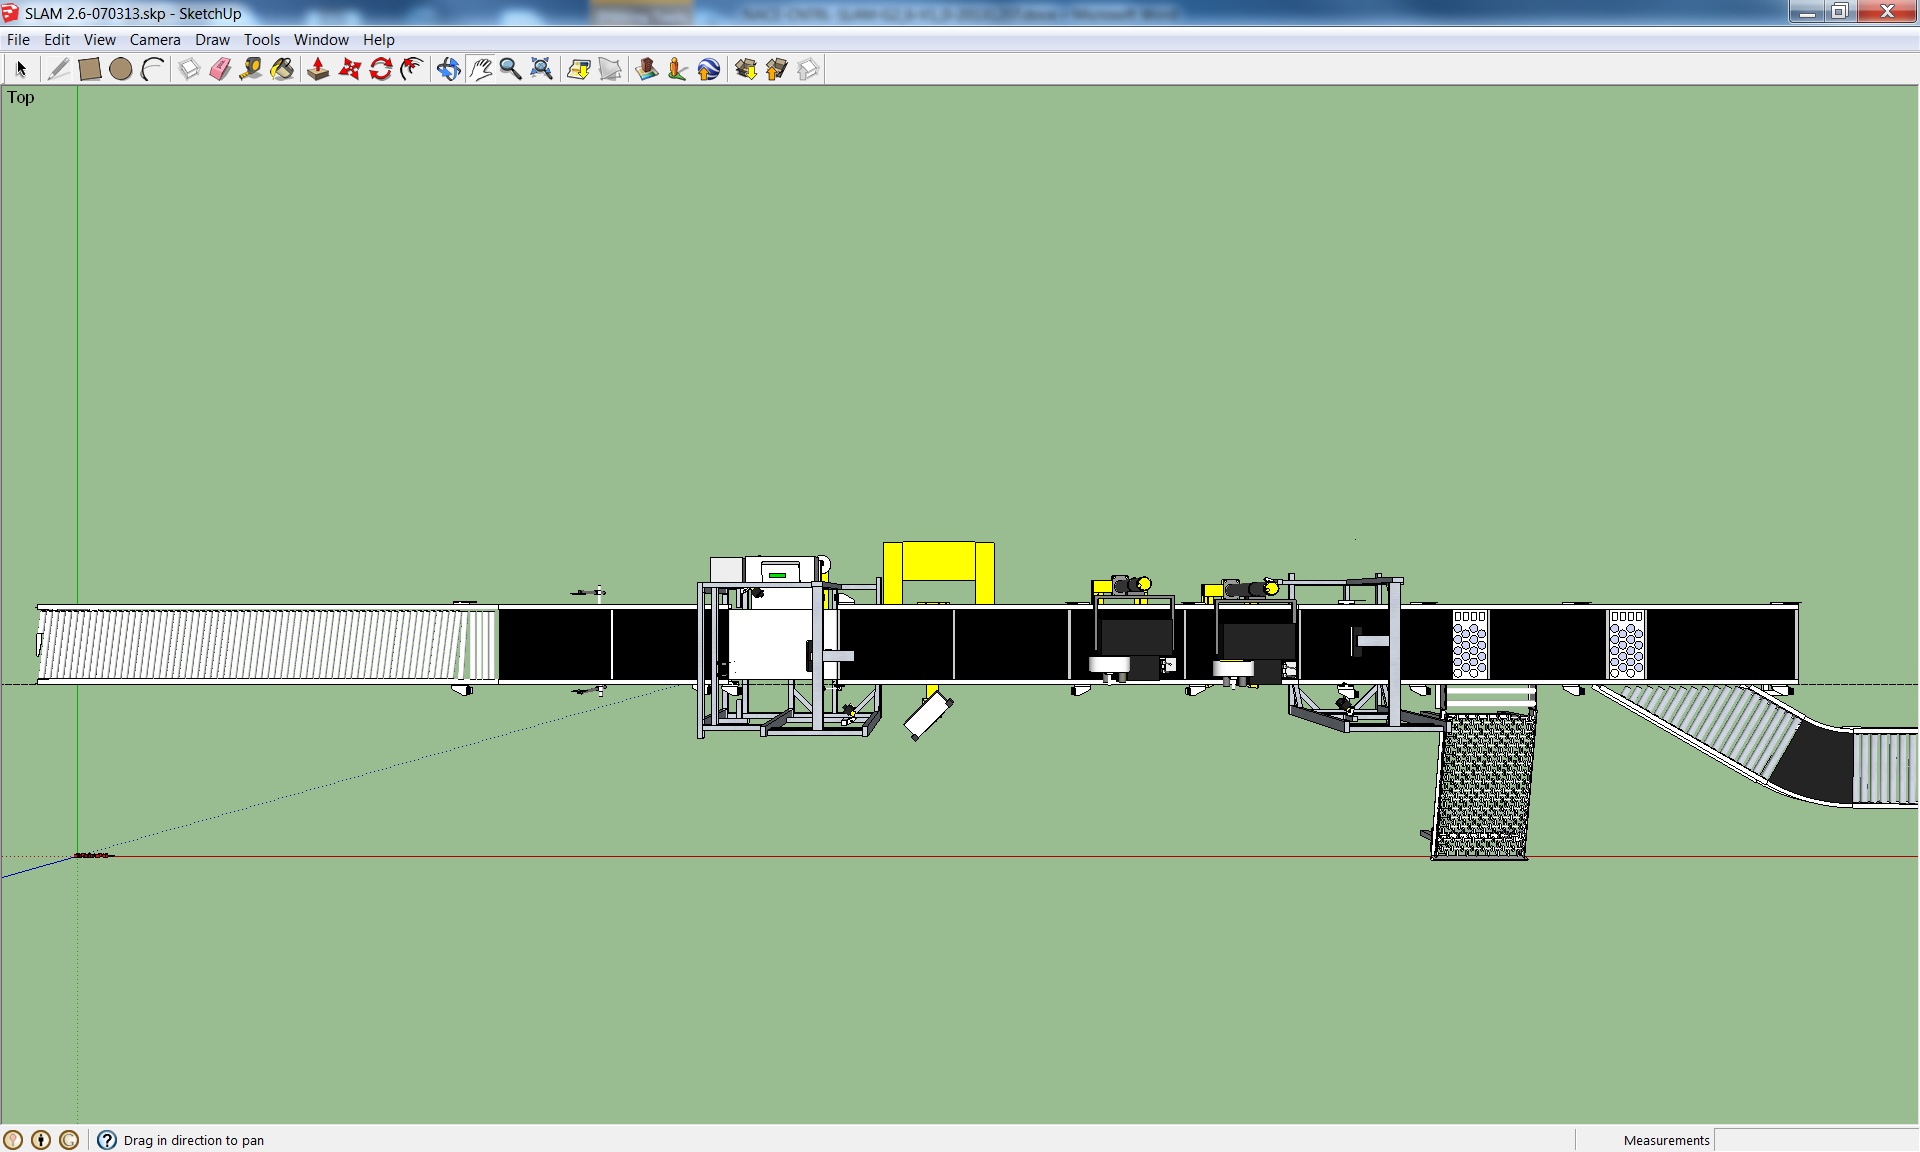 SLAM 2.6-070313.skp - SketchUp
File Edit View Camera Draw Tools Window Help
Top
Drag in direction to pan
Measurements